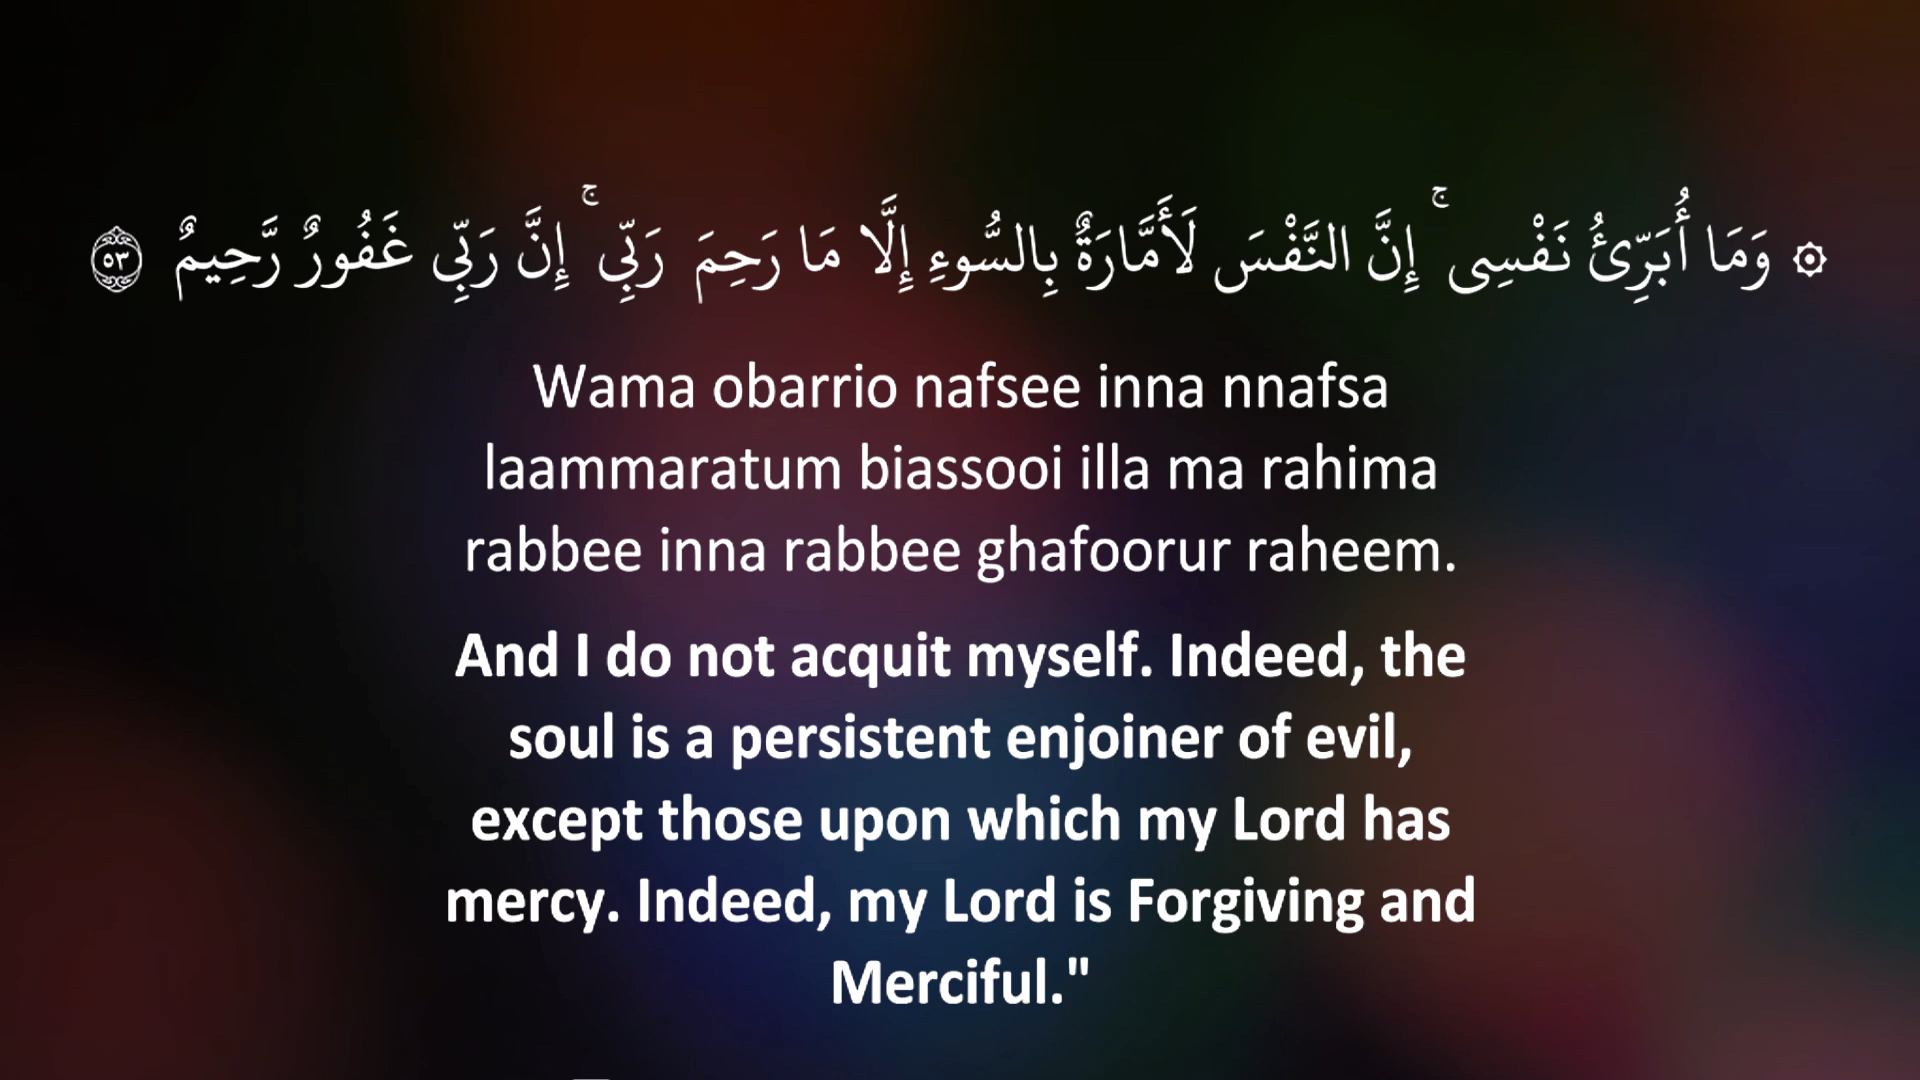 ۞ وَمَا أُبَرِّئُ نَفْسِى ۚ إِنَّ النَّفْسَ لَأَمَّارَةٌ بِالسُّوءِ إِلَّا مَا رَحِمَ رَبِّي ۚ إِنَّ رَبِّي غَفُورٌ رَّحِيمٌ ﴿٥٣﴾
Wama obarrio nafsee inna nnafsa
laammaratum biassooi illa ma rahima
rabbee inna rabbee ghafoorur raheem.
And I do not acquit myself. Indeed, the
soul is a persistent enjoiner of evil,
except those upon which my Lord has
mercy. Indeed, my Lord is Forgiving and
Merciful."